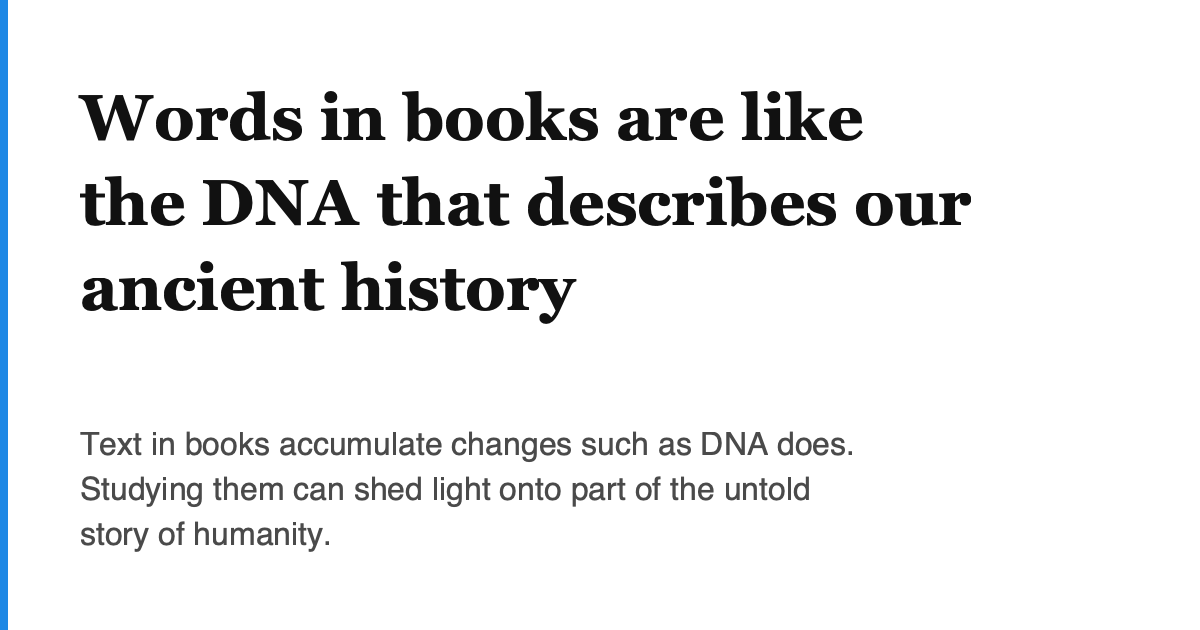 Words in books are like
the DNA that describes our
ancient history
Text in books accumulate changes such as DNA does.
Studying them can shed light onto part of the untold
story of humanity.